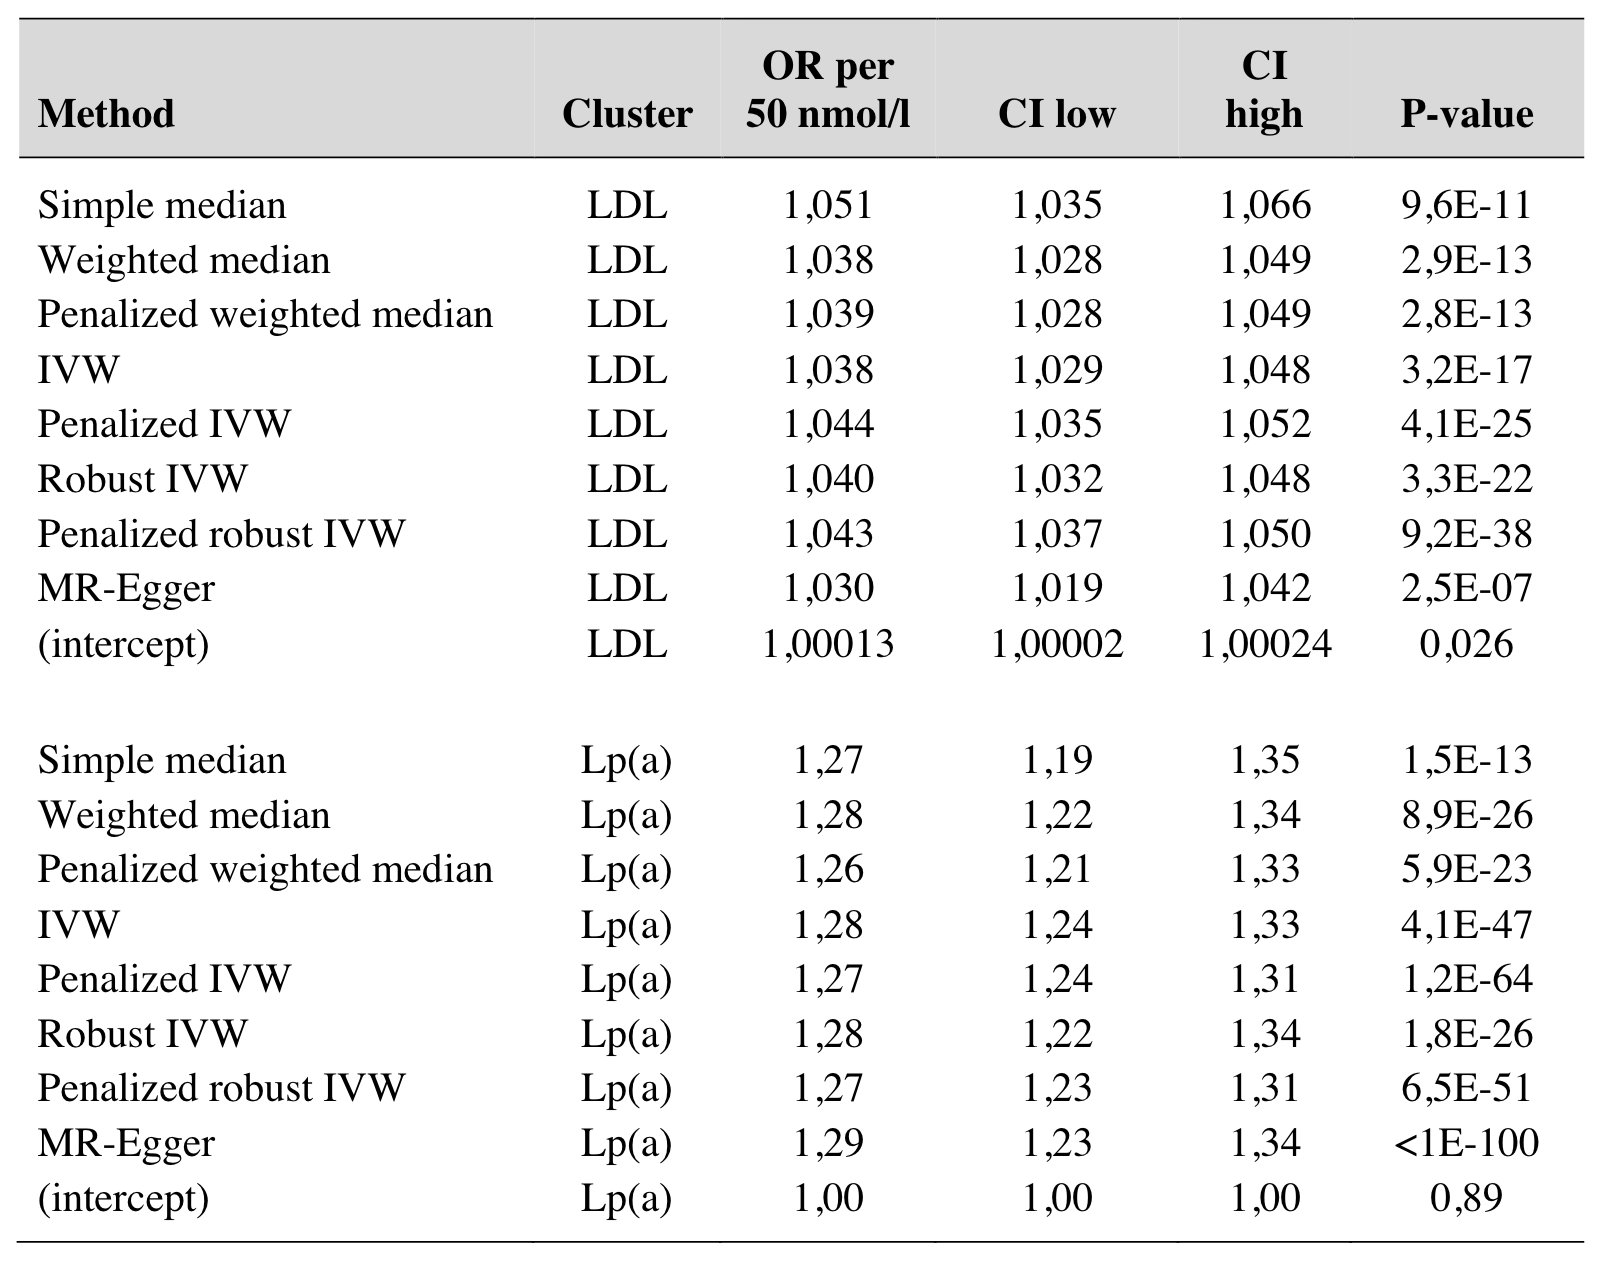 Method Cluster OR per 50 nmol/l CI low CI high P-value
Simple median LDL 1,051 1,035 1,066 9,6E-11
Weighted median LDL 1,038 1,028 1,049 2,9E-13
Penalized weighted median LDL 1,039 1,028 1,049 2,8E-13
IVW LDL 1,038 1,029 1,048 3,2E-17
Penalized IVW LDL 1,044 1,035 1,052 4,1E-25
Robust IVW LDL 1,040 1,032 1,048 3,3E-22
Penalized robust IVW LDL 1,043 1,037 1,050 9,2E-38
MR-Egger LDL 1,030 1,019 1,042 2,5E-07
(intercept) LDL 1,00013 1,00002 1,00024 0,026
Simple median Lp(a) 1,27 1,19 1,35 1,5E-13
Weighted median Lp(a) 1,28 1,22 1,34 8,9E-26
Penalized weighted median Lp(a) 1,26 1,21 1,33 5,9E-23
IVW Lp(a) 1,28 1,24 1,33 4,1E-47
Penalized IVW Lp(a) 1,27 1,24 1,31 1,2E-64
Robust IVW Lp(a) 1,28 1,22 1,34 1,8E-26
Penalized robust IVW Lp(a) 1,27 1,23 1,31 6,5E-51
MR-Egger Lp(a) 1,29 1,23 1,34 <1E-100
(intercept) Lp(a) 1,00 1,00 1,00 0,89